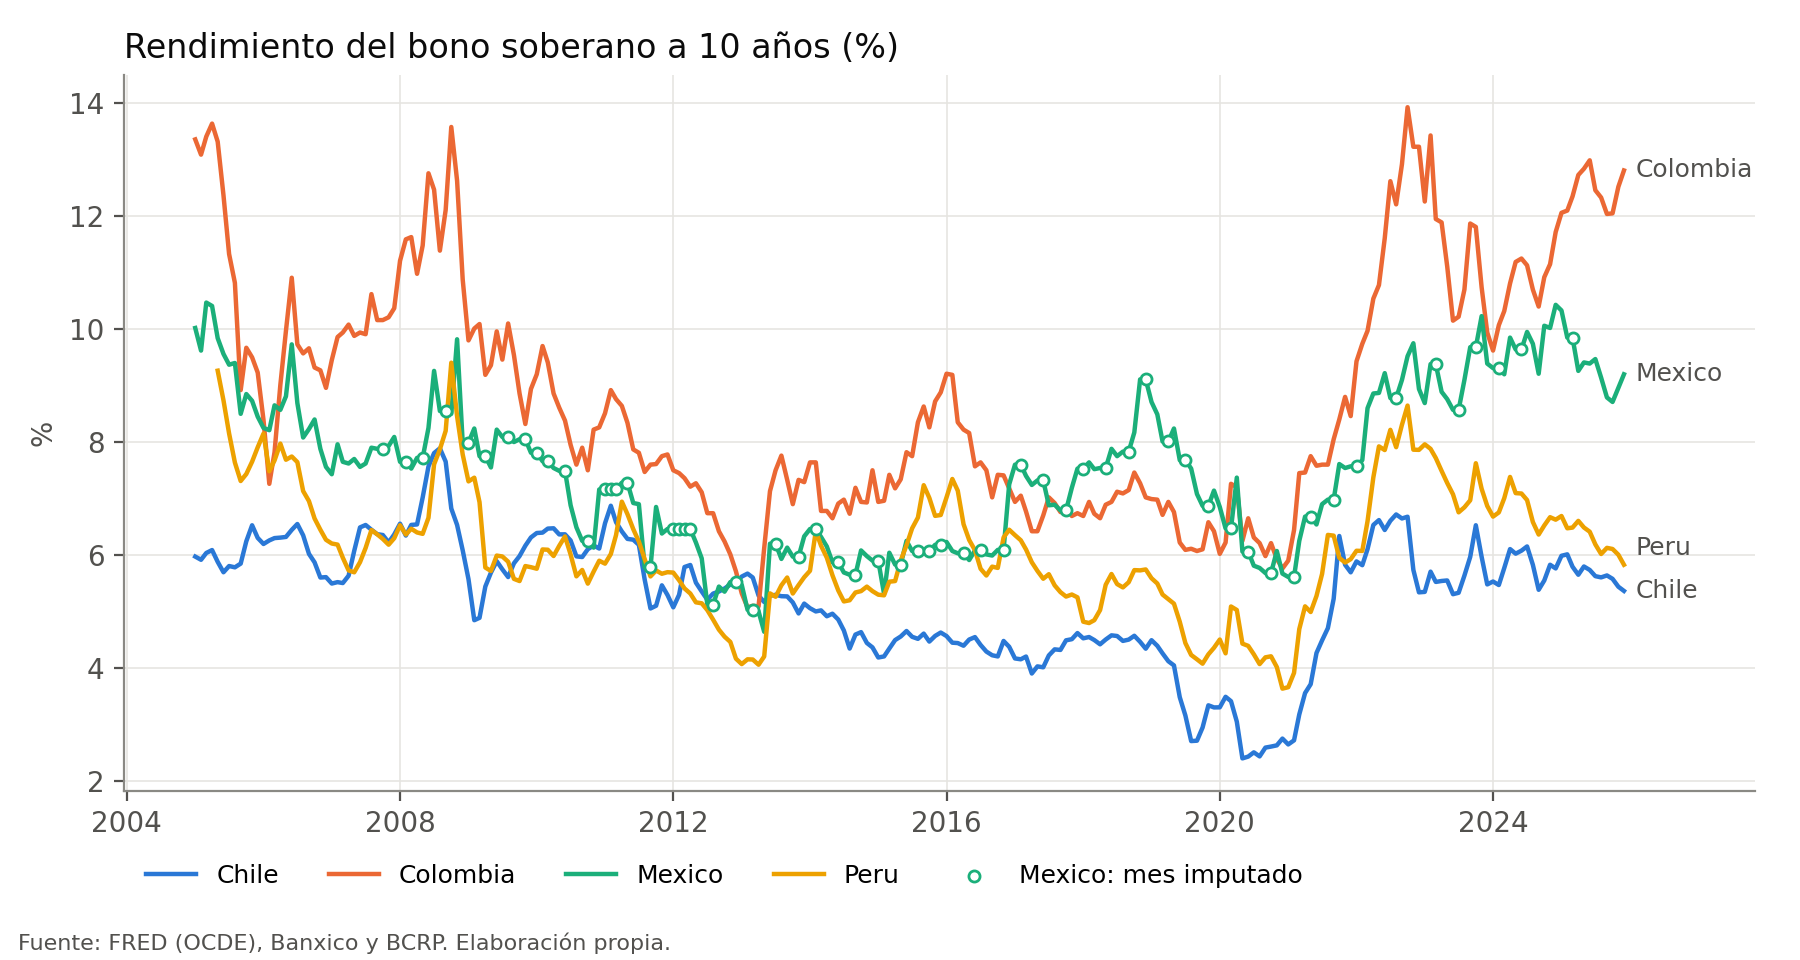 Rendimiento del bono soberano a 10 años (%)
14
12
10
8
6
4
2
%
Colombia
Mexico
Peru
Chile
2004 2008 2012 2016 2020 2024
Chile Colombia Mexico Peru Mexico: mes imputado
Fuente: FRED (OCDE), Banxico y BCRP. Elaboración propia.